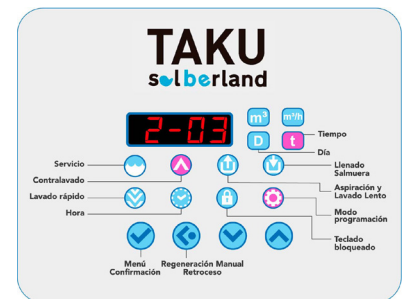 TAKU
solberland
2-03
m³
m³/h
D
t
Tiempo
Día
Servicio
Contralavado
Lavado rápido
Hora
Llenado
Salmuera
Aspiración y
Lavado Lento
Modo
programación
Teclado
bloqueado
Menú
Confirmación
Regeneración Manual
Retroceso